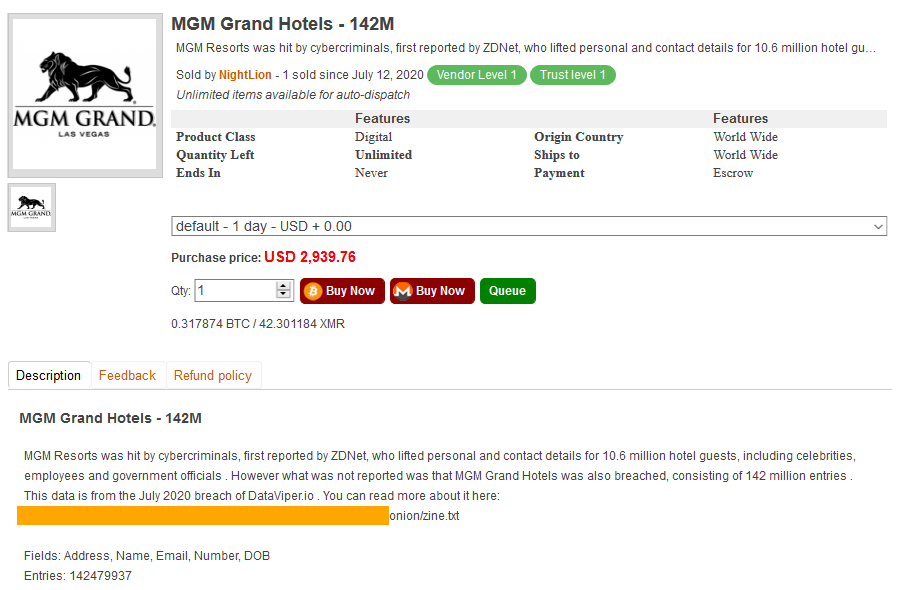 MGM Grand Hotels - 142M
MGM Resorts was hit by cybercriminals, first reported by ZDNet, who lifted personal and contact details for 10.6 million hotel gu...
Sold by NightLion - 1 sold since July 12, 2020 Vendor Level 1 Trust level 1
Unlimited items available for auto-dispatch
MGM GRAND.
LAS VEGAS
Features Features
Product Class Digital Origin Country World Wide
Quantity Left Unlimited Ships to World Wide
Ends In Never Payment Escrow
MGM GRAND.
default - 1 day - USD + 0.00
Purchase price: USD 2,939.76
Qty: 1 Buy Now Buy Now Queue
0.317874 BTC / 42.301184 XMR
Description Feedback Refund policy
MGM Grand Hotels - 142M
MGM Resorts was hit by cybercriminals, first reported by ZDNet, who lifted personal and contact details for 10.6 million hotel guests, including celebrities,
employees and government officials . However what was not reported was that MGM Grand Hotels was also breached, consisting of 142 million entries .
This data is from the July 2020 breach of DataViper.io . You can read more about it here:
onion/zine.txt
Fields: Address, Name, Email, Number, DOB
Entries: 142479937